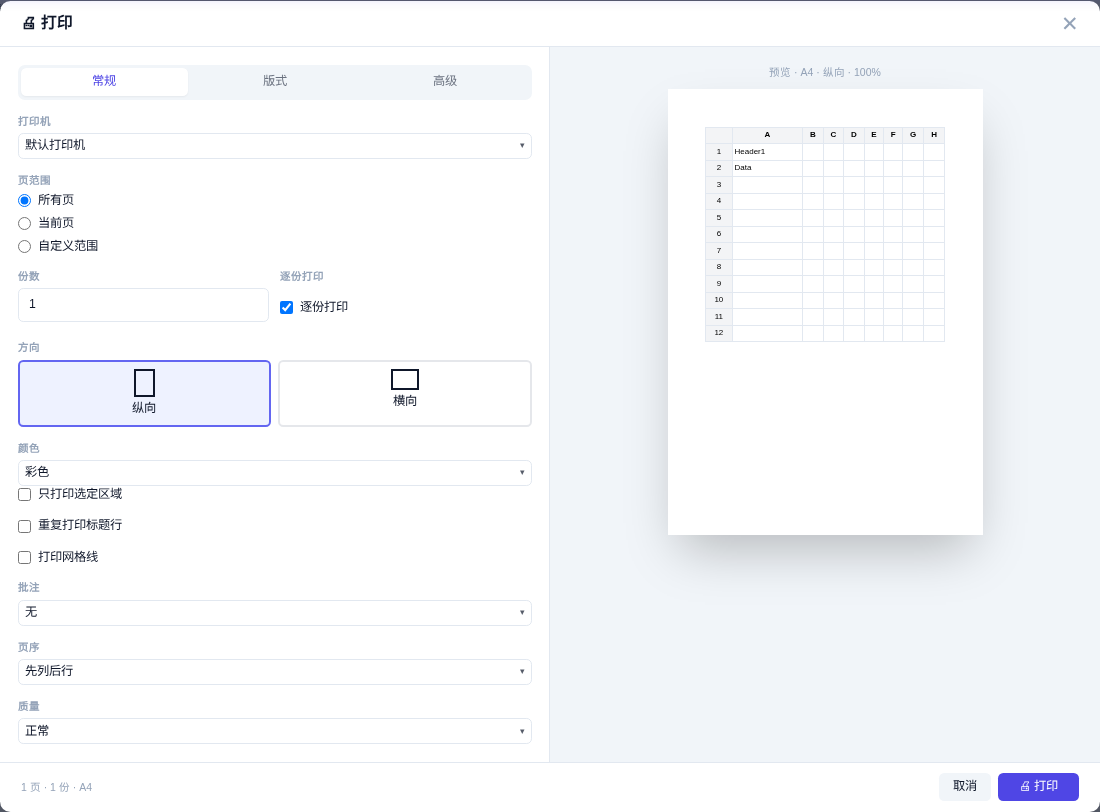 🖨 打印
✕
常规 版式 高级
打印机
默认打印机
页范围
所有页
当前页
自定义范围
份数 逐份打印
1 逐份打印
方向
纵向 横向
颜色
彩色
只打印选定区域
重复打印标题行
打印网格线
批注
无
页序
先列后行
质量
正常
预览 · A4 · 纵向 · 100%
A B C D E F G H
1 Header1
2 Data
3
4
5
6
7
8
9
10
11
12
1 页 · 1 份 · A4
取消 🖨 打印